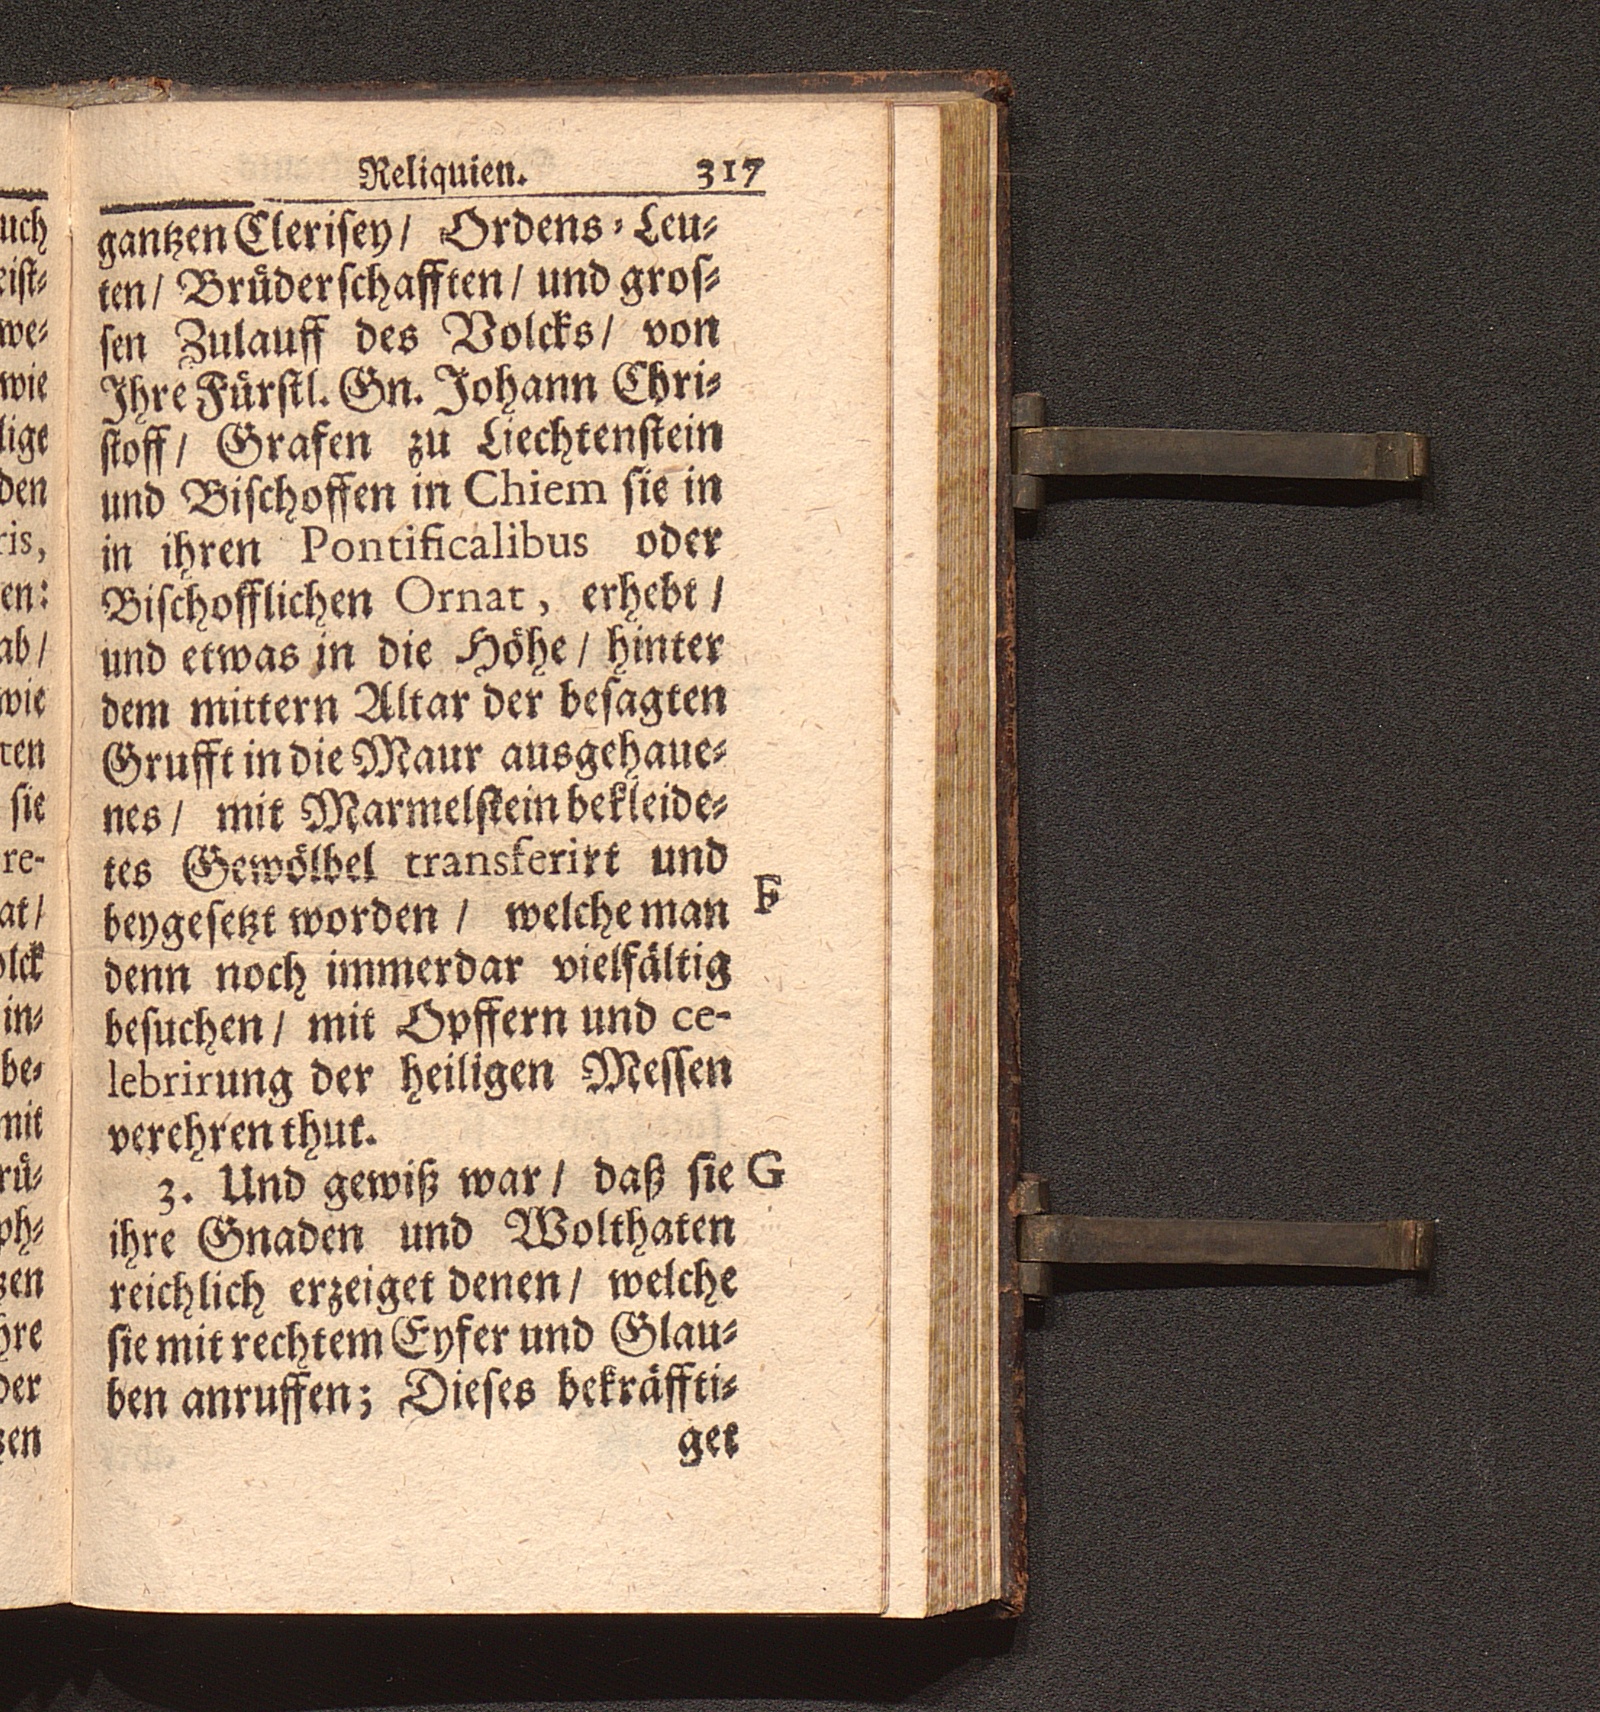 Reliquien. 317
gantzen Clerisey/ Ordens-Leu-
ten/ Brüderschafften/ und gros-
sen Zulauff des Volcks/ von
Ihre Fürstl. Gn. Johann Chri-
stoff/ Grafen zu Liechtenstein
und Bischoffen in Chiem sie in
in ihren Pontificalibus oder
Bischofflichen Ornat, erhebt/
und etwas in die Höhe/ hinter
dem mittern Altar der besagten
Grufft in die Maur ausgehaue-
nes/ mit Marmelstein bekleide-
tes Gewölbel transferirt und
beygesetzt worden/ welche man F
denn noch immerdar vielfältig
besuchen/ mit Opffern und ce-
lebrirung der heiligen Messen
verehren thut.
3. Und gewiß war/ daß sie G
ihre Gnaden und Wolthaten
reichlich erzeiget denen/ welche
sie mit rechtem Eyfer und Glau-
ben anruffen; Dieses bekräffti-
get